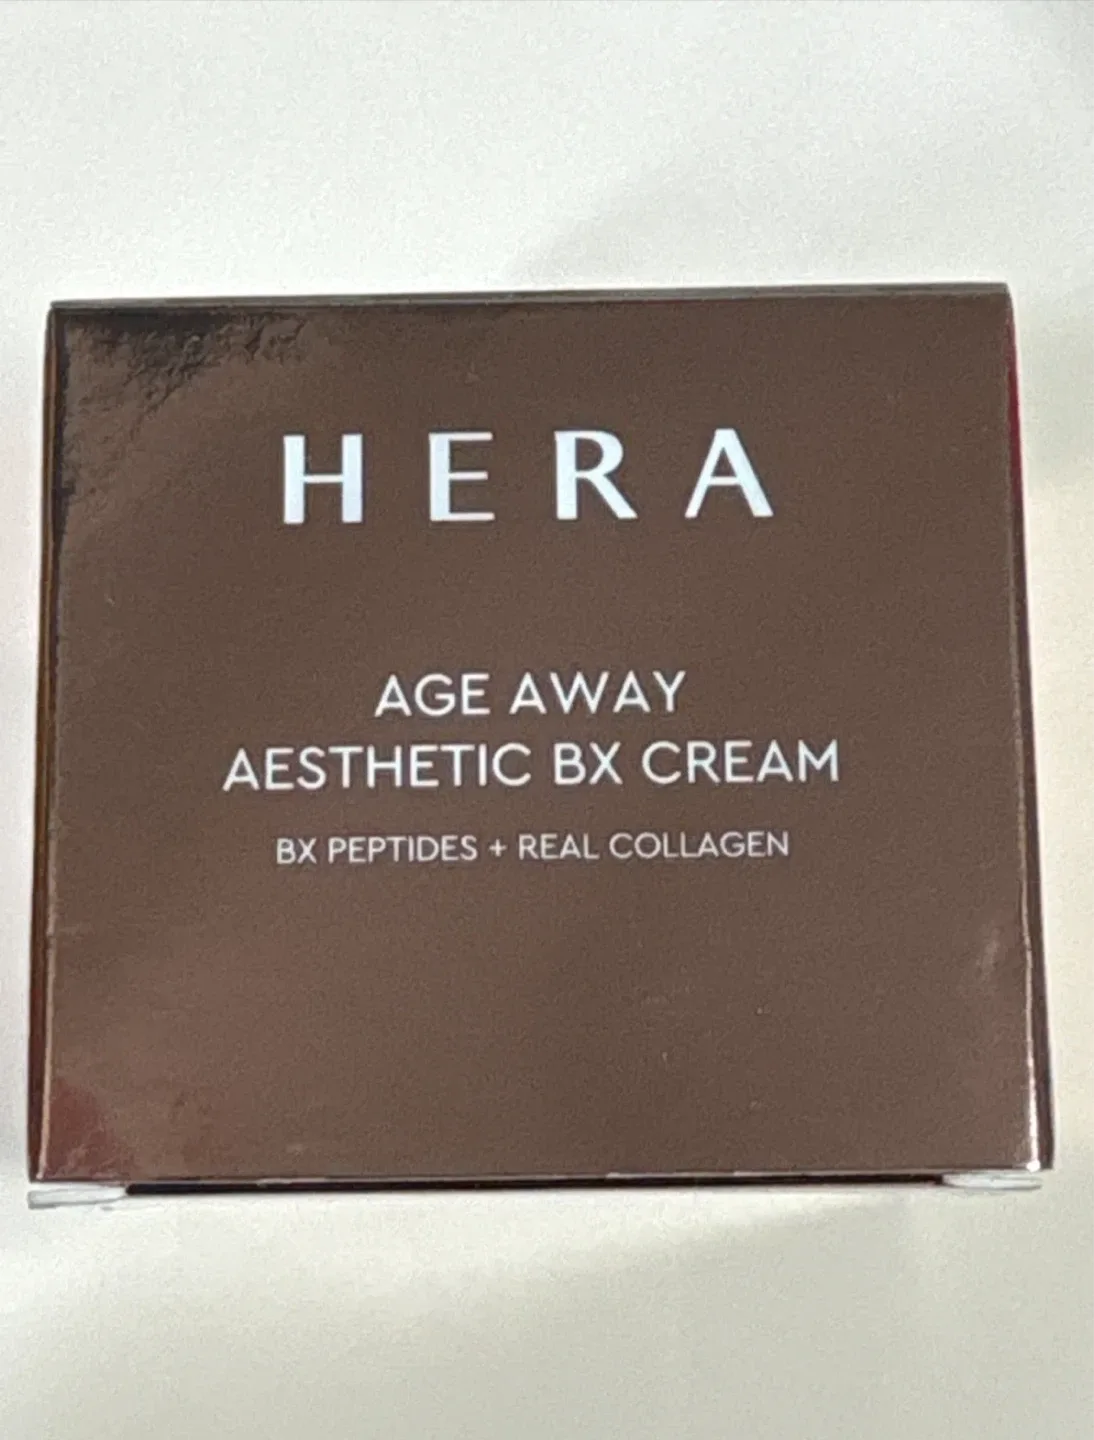 HERA
AGE AWAY
AESTHETIC BX CREAM
BX PEPTIDES + REAL COLLAGEN